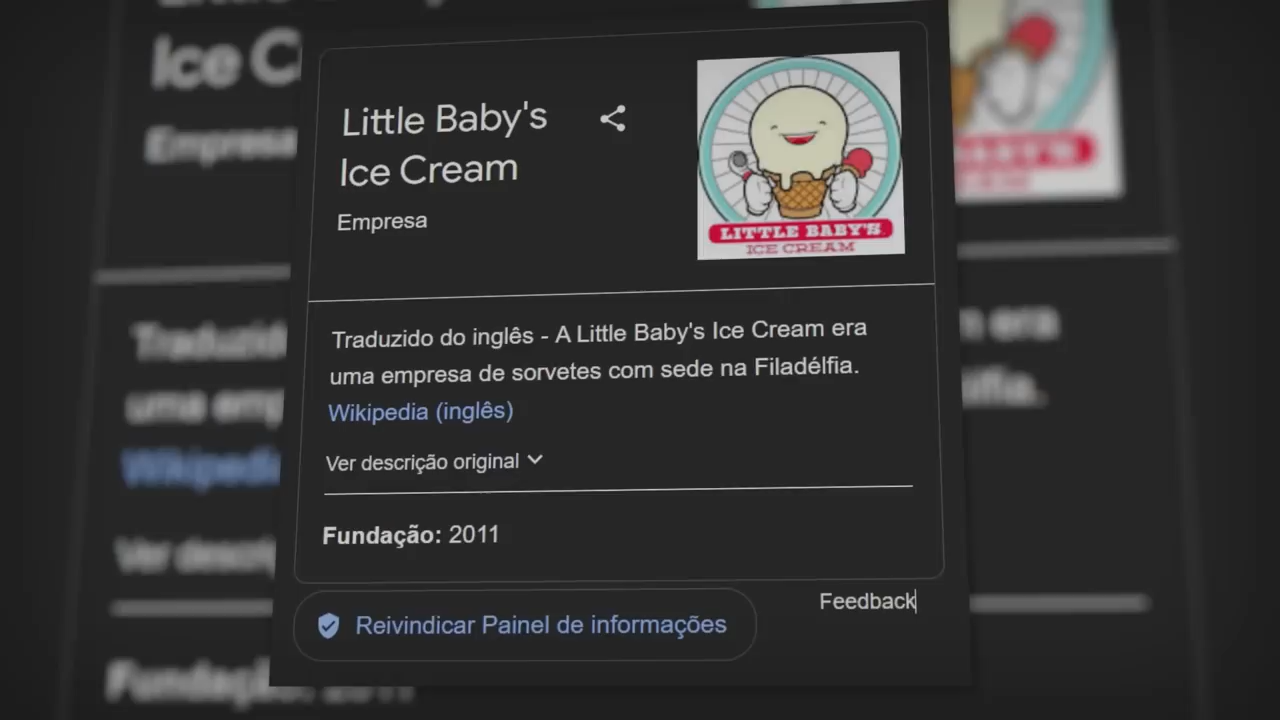 Little Baby's
Ice Cream
Empresa
LITTLE BABY'S
ICE CREAM
Traduzido do inglês - A Little Baby's Ice Cream era
uma empresa de sorvetes com sede na Filadélfia.
Wikipedia (inglês)
Ver descrição original
Fundação: 2011
Feedback
Reivindicar Painel de informações